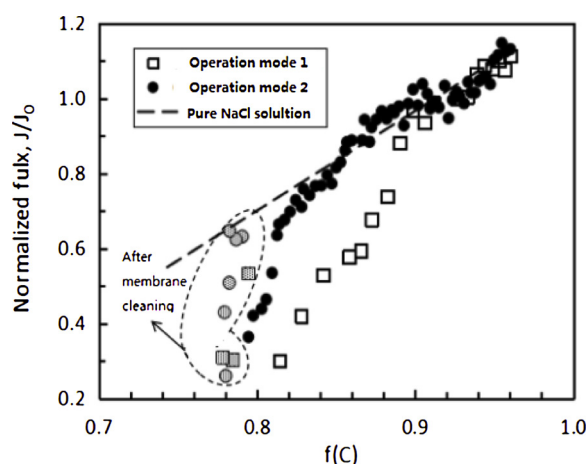 Normalized fulx, J/J₀
1.2
1.0
0.8
0.6
0.4
0.2
Operation mode 1
Operation mode 2
Pure NaCl solultion
After
membrane
cleaning
0.7
0.8
0.9
1.0
f(C)